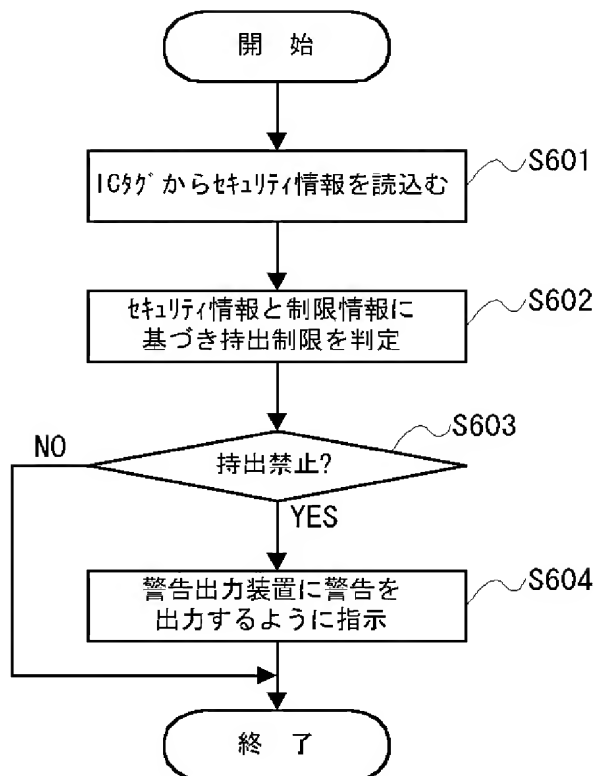 開 始
ICﾀｸﾞからｾｷｭﾘﾃｨ情報を読込む
S601
ｾｷｭﾘﾃｨ情報と制限情報に
基づき持出制限を判定
S602
S603
NO
持出禁止?
YES
警告出力装置に警告を
出力するように指示
S604
終 了